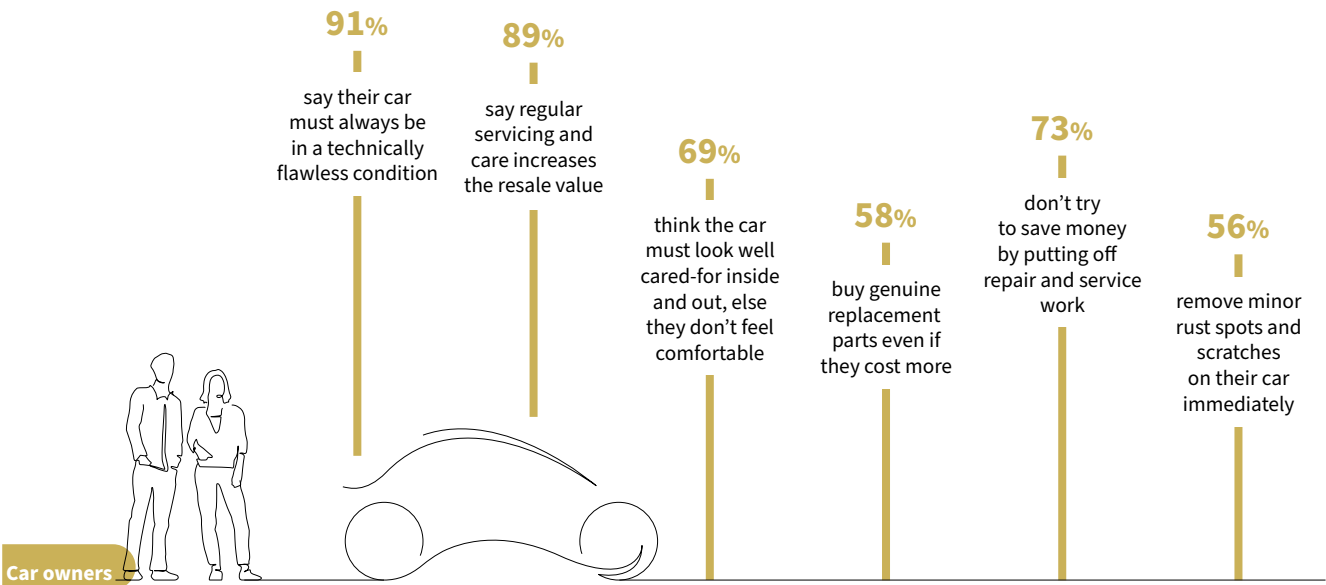 91%
say their car
must always be
in a technically
flawless condition
89%
say regular
servicing and
care increases
the resale value
69%
think the car
must look well
cared-for inside
and out, else
they don’t feel
comfortable
58%
buy genuine
replacement
parts even if
they cost more
73%
don’t try
to save money
by putting off
repair and service
work
56%
remove minor
rust spots and
scratches
on their car
immediately
Car owners